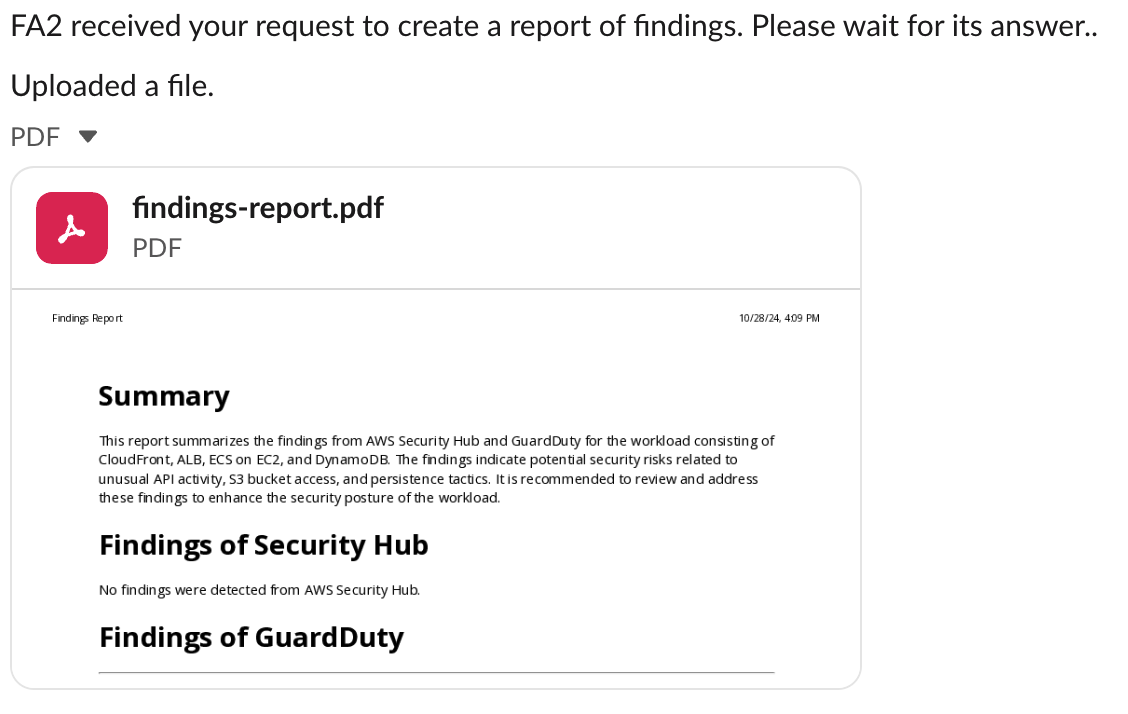 FA2 received your request to create a report of findings. Please wait for its answer..
Uploaded a file.
PDF
findings-report.pdf
PDF
Findings Report
10/28/24, 4:09 PM
Summary
This report summarizes the findings from AWS Security Hub and GuardDuty for the workload consisting of
CloudFront, ALB, ECS on EC2, and DynamoDB. The findings indicate potential security risks related to
unusual API activity, S3 bucket access, and persistence tactics. It is recommended to review and address
these findings to enhance the security posture of the workload.
Findings of Security Hub
No findings were detected from AWS Security Hub.
Findings of GuardDuty